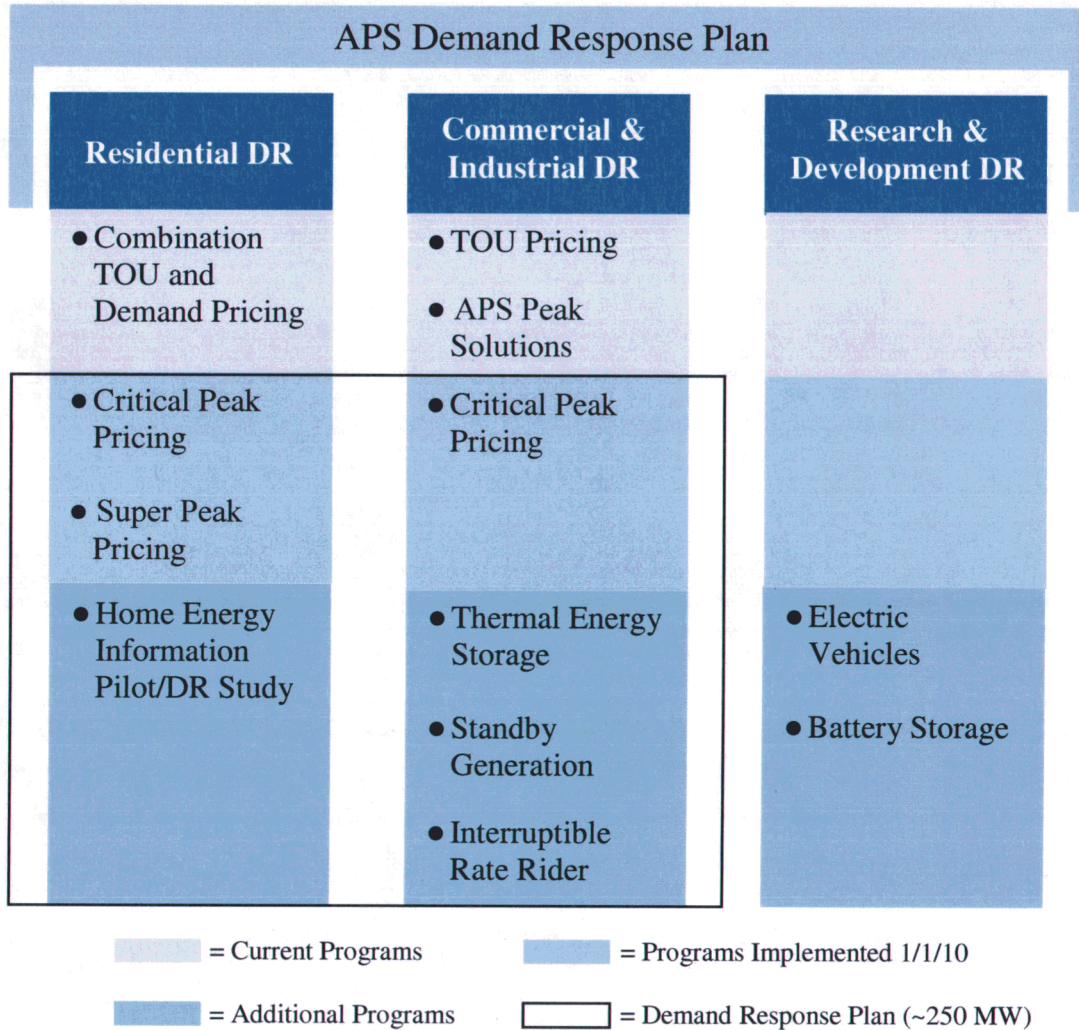 APS Demand Response Plan
Residential DR
Commercial &
Industrial DR
Research &
Development DR
● Combination
TOU and
Demand Pricing
● Critical Peak
Pricing
● Super Peak
Pricing
● Home Energy
Information
Pilot/DR Study
● TOU Pricing
● APS Peak
Solutions
● Critical Peak
Pricing
● Thermal Energy
Storage
● Standby
Generation
● Interruptible
Rate Rider
● Electric
Vehicles
● Battery Storage
= Current Programs
= Programs Implemented 1/1/10
= Additional Programs
= Demand Response Plan (~250 MW)